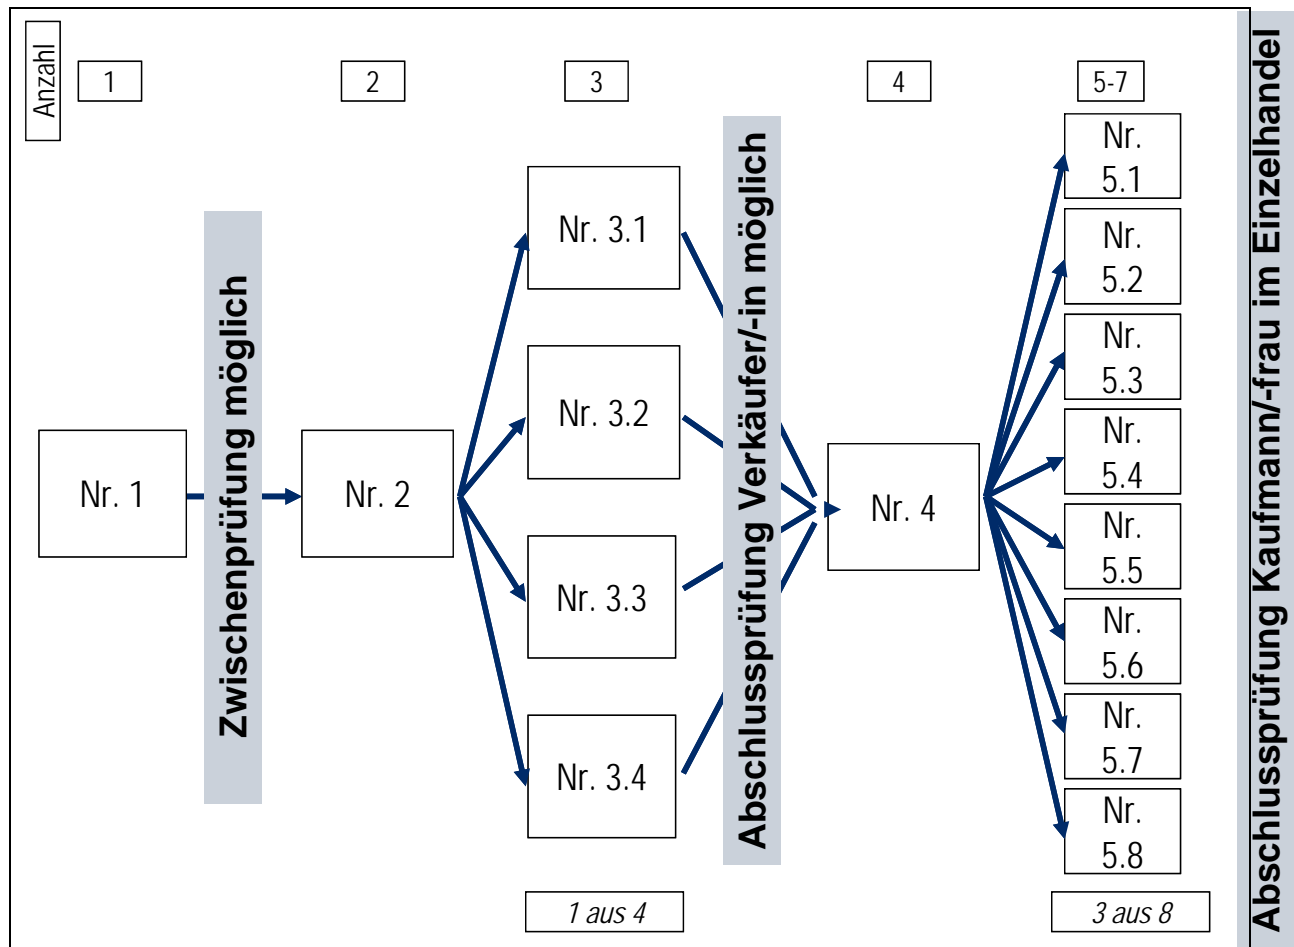 Anzahl
1
2
3
4
5-7
Nr. 1
Zwischenprüfung möglich
Nr. 2
Nr. 3.1
Nr. 3.2
Nr. 3.3
Nr. 3.4
1 aus 4
Abschlussprüfung Verkäufer/-in möglich
Nr. 4
Nr.
5.1
Nr.
5.2
Nr.
5.3
Nr.
5.4
Nr.
5.5
Nr.
5.6
Nr.
5.7
Nr.
5.8
3 aus 8
Abschlussprüfung Kaufmann/-frau im Einzelhandel